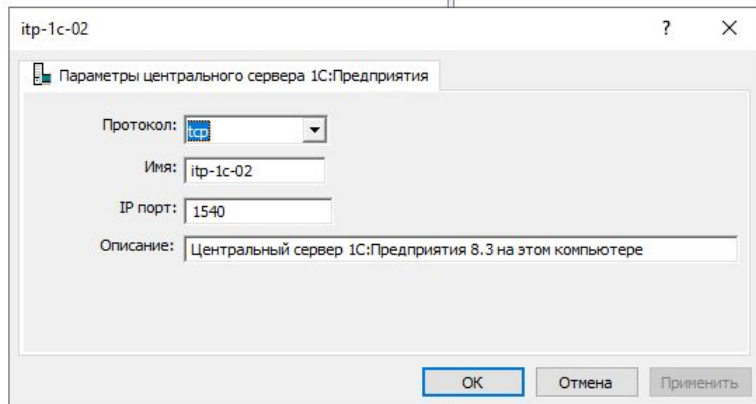 itp-1c-02
Параметры центрального сервера 1С:Предприятия
Протокол: tcp
Имя: itp-1c-02
IP порт: 1540
Описание: Центральный сервер 1С:Предприятия 8.3 на этом компьютере
ОК Отмена Применить